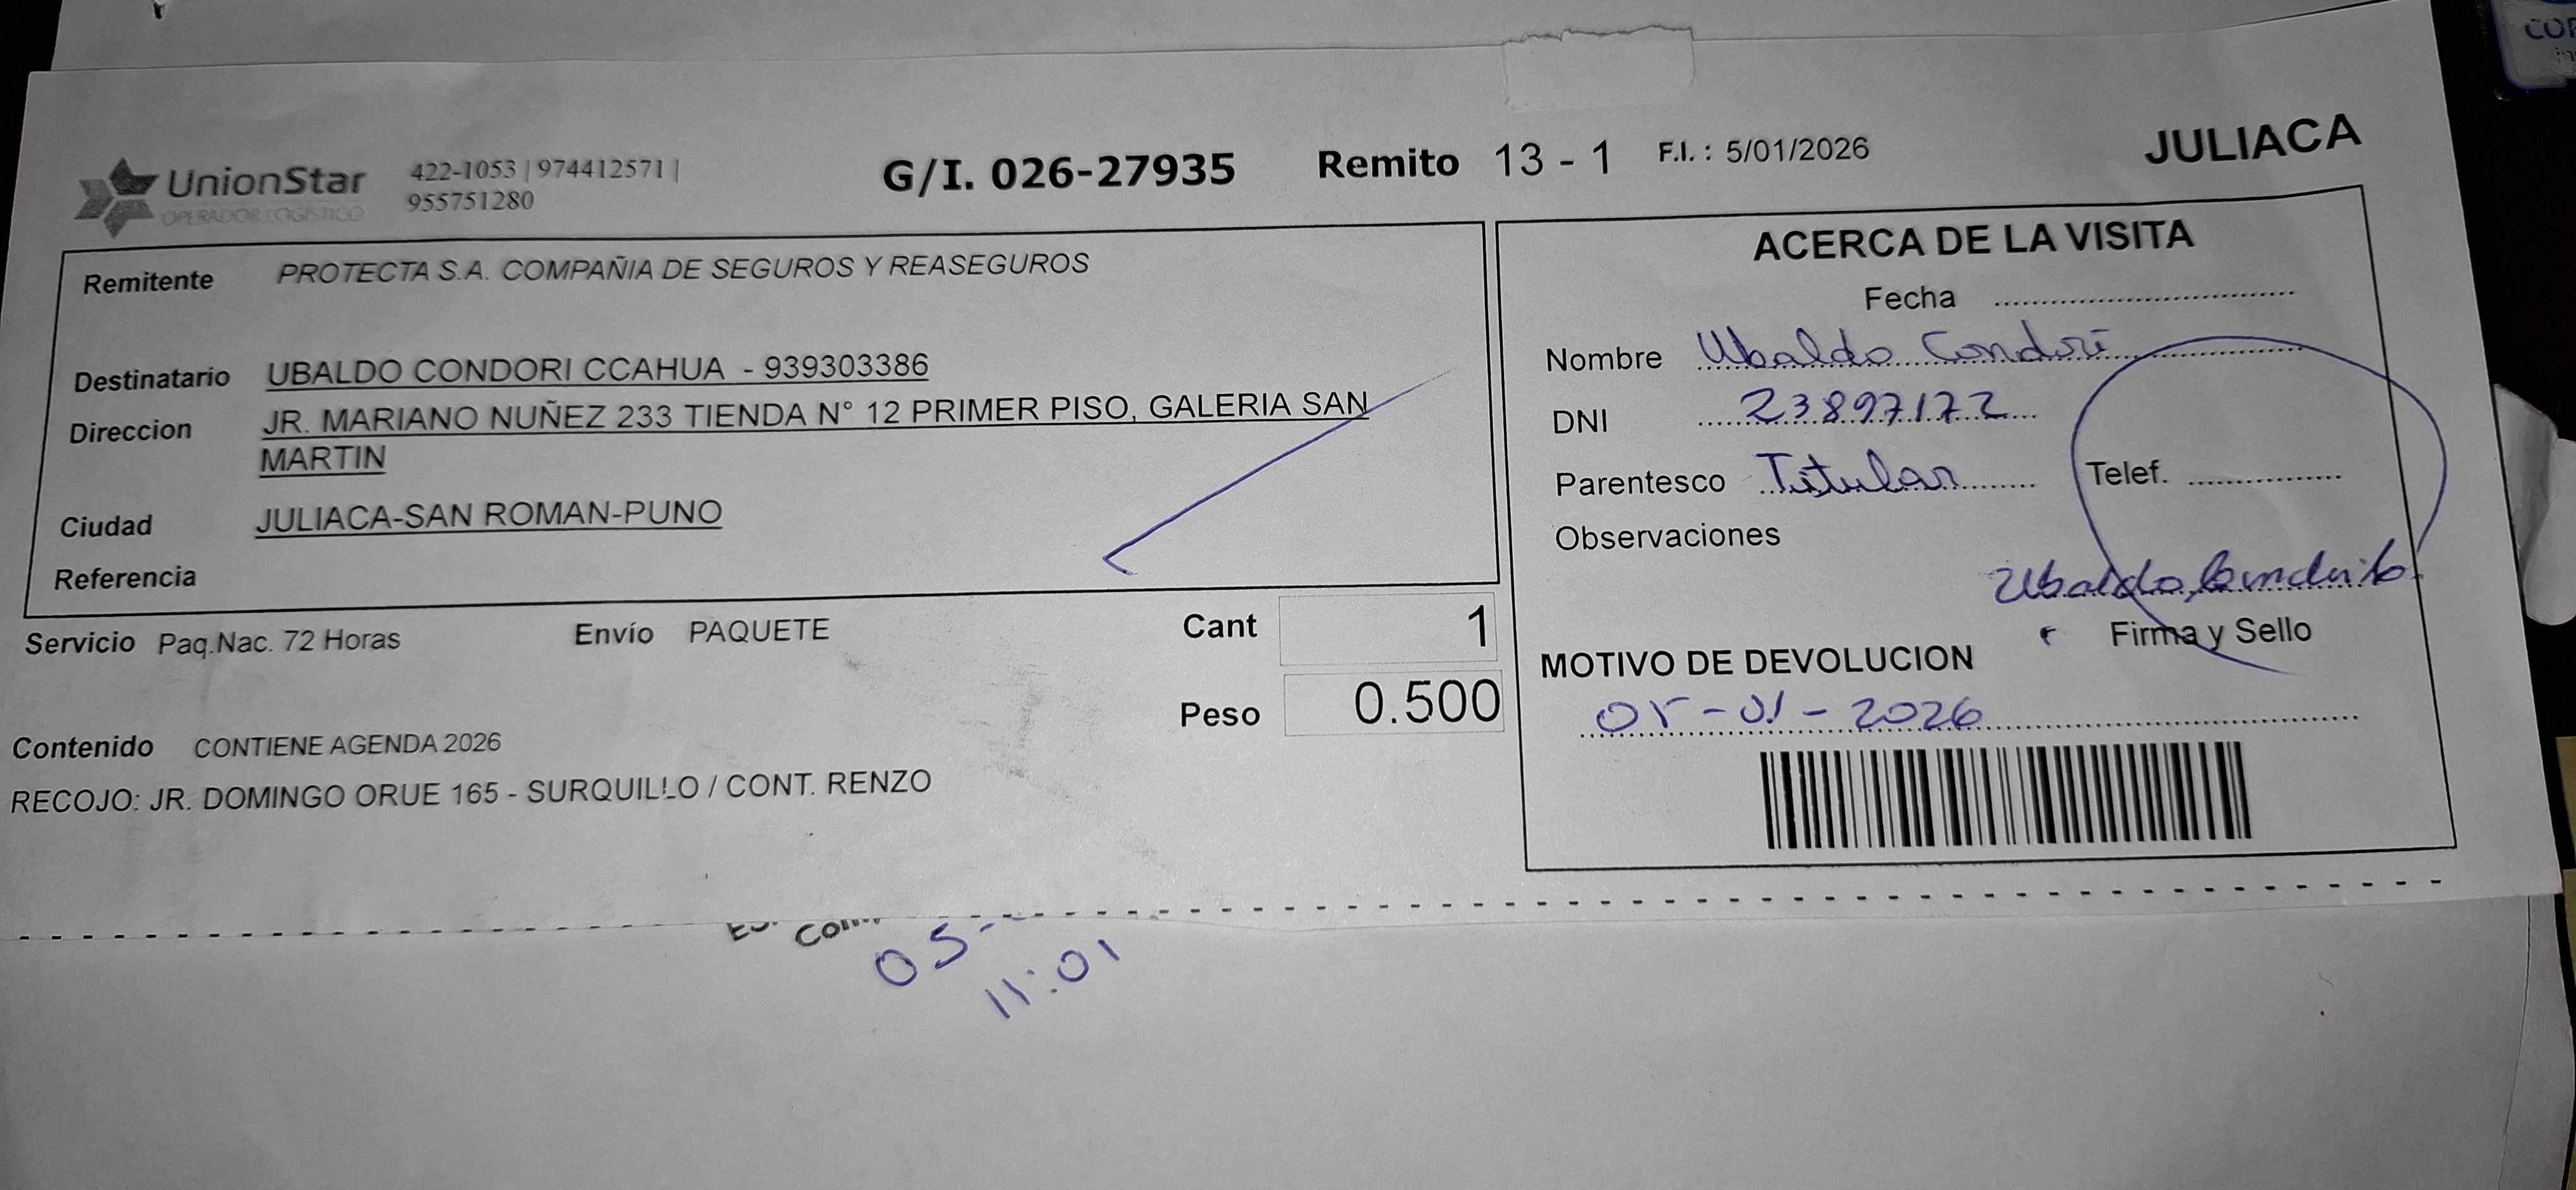 UnionStar
OPERADOR LOGÍSTICO
422-1053 | 974412571 |
955751280
G/I. 026-27935
Remito 13 - 1
F.I. : 5/01/2026
JULIACA
Remitente PROTECTA S.A. COMPAÑIA DE SEGUROS Y REASEGUROS
Destinatario UBALDO CONDORI CCAHUA - 939303386
Direccion JR. MARIANO NUÑEZ 233 TIENDA N° 12 PRIMER PISO, GALERIA SAN
MARTIN
Ciudad JULIACA-SAN ROMAN-PUNO
Referencia
Servicio Paq.Nac. 72 Horas Envío PAQUETE
Cant 1
Peso 0.500
Contenido CONTIENE AGENDA 2026
RECOJO: JR. DOMINGO ORUE 165 - SURQUILLO / CONT. RENZO
ACERCA DE LA VISITA
Fecha
Nombre Ubaldo Condori
DNI 23897172
Parentesco Titular Telef.
Observaciones
Ubaldo
Firma y Sello
MOTIVO DE DEVOLUCION
05-01-2026
05-
11:01